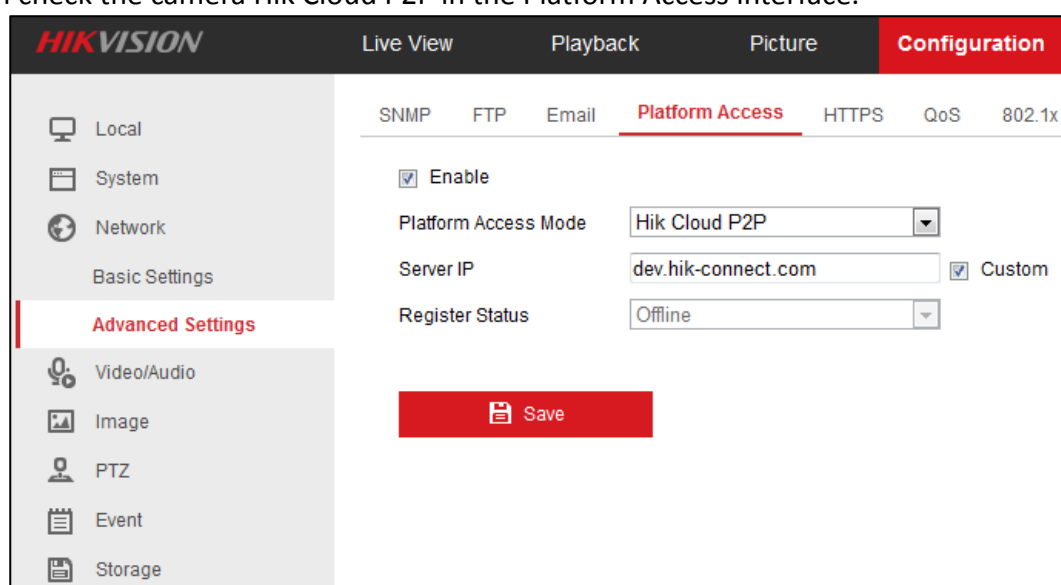 check the camera Hik Cloud P2P in the Platform Access interface.
HIKVISION Live View Playback Picture Configuration
SNMP FTP Email Platform Access HTTPS QoS 802.1x
Local
Enable
System
Platform Access Mode Hik Cloud P2P
Network
Server IP dev.hik-connect.com Custom
Basic Settings
Register Status Offline
Advanced Settings
Video/Audio
Save
Image
PTZ
Event
Storage